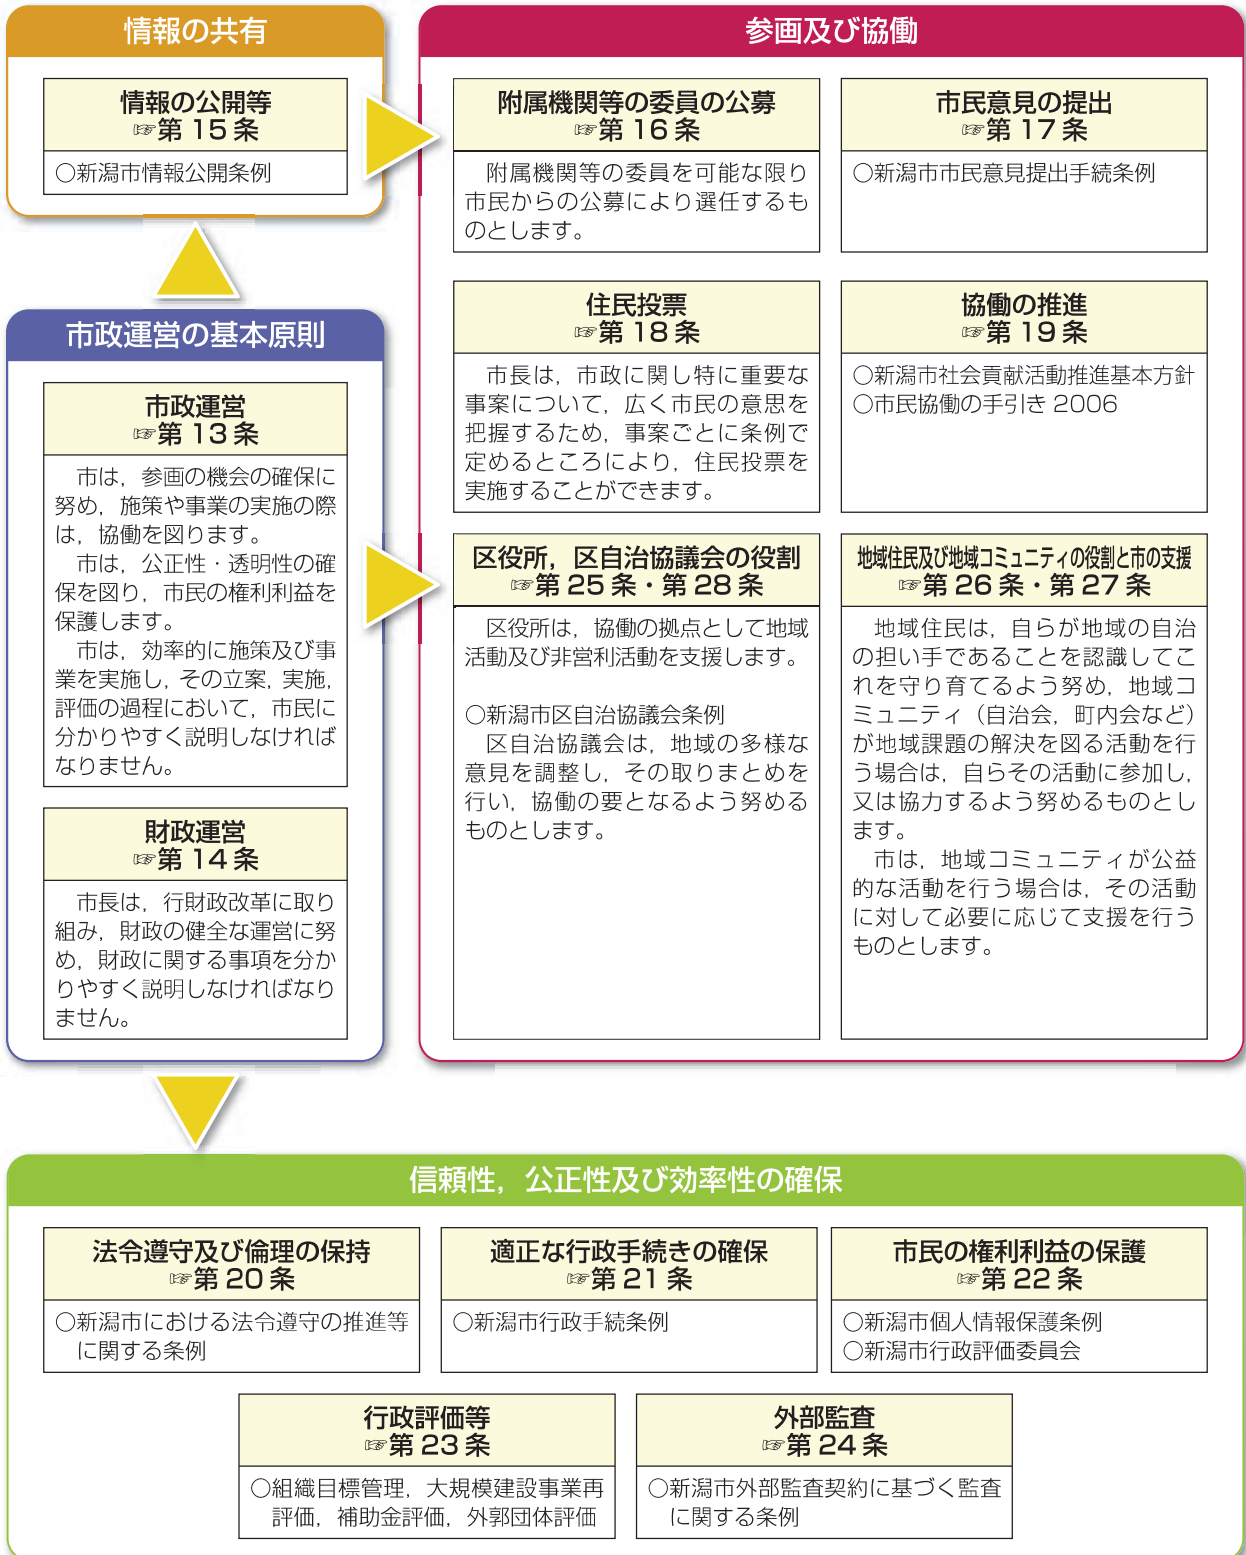 情報の共有
情報の公開等
☞第 15 条
○新潟市情報公開条例
参画及び協働
附属機関等の委員の公募
☞第 16 条
附属機関等の委員を可能な限り
市民からの公募により選任するも
のとします。
市民意見の提出
☞第 17 条
○新潟市市民意見提出手続条例
住民投票
☞第 18 条
市長は，市政に関し特に重要な
事案について，広く市民の意思を
把握するため，事案ごとに条例で
定めるところにより，住民投票を
実施することができます。
協働の推進
☞第 19 条
○新潟市社会貢献活動推進基本方針
○市民協働の手引き 2006
区役所，区自治協議会の役割
☞第 25 条・第 28 条
区役所は，協働の拠点として地域
活動及び非営利活動を支援します。
○新潟市区自治協議会条例
区自治協議会は，地域の多様な
意見を調整し，その取りまとめを
行い，協働の要となるよう努める
ものとします。
地域住民及び地域コミュニティの役割と市の支援
☞第 26 条・第 27 条
地域住民は，自らが地域の自治
の担い手であることを認識してこ
れを守り育てるよう努め，地域コ
ミュニティ（自治会，町内会など）
が地域課題の解決を図る活動を行
う場合は，自らその活動に参加し，
又は協力するよう努めるものとし
ます。
市は，地域コミュニティが公益
的な活動を行う場合は，その活動
に対して必要に応じて支援を行う
ものとします。
市政運営の基本原則
市政運営
☞第 13 条
市は，参画の機会の確保に
努め，施策や事業の実施の際
は，協働を図ります。
市は，公正性・透明性の確
保を図り，市民の権利利益を
保護します。
市は，効率的に施策及び事
業を実施し，その立案，実施，
評価の過程において，市民に
分かりやすく説明しなければ
なりません。
財政運営
☞第 14 条
市長は，行財政改革に取り
組み，財政の健全な運営に努
め，財政に関する事項を分か
りやすく説明しなければなり
ません。
信頼性，公正性及び効率性の確保
法令遵守及び倫理の保持
☞第 20 条
○新潟市における法令遵守の推進等
に関する条例
適正な行政手続きの確保
☞第 21 条
○新潟市行政手続条例
市民の権利利益の保護
☞第 22 条
○新潟市個人情報保護条例
○新潟市行政評価委員会
行政評価等
☞第 23 条
○組織目標管理，大規模建設事業再
評価，補助金評価，外郭団体評価
外部監査
☞第 24 条
○新潟市外部監査契約に基づく監査
に関する条例